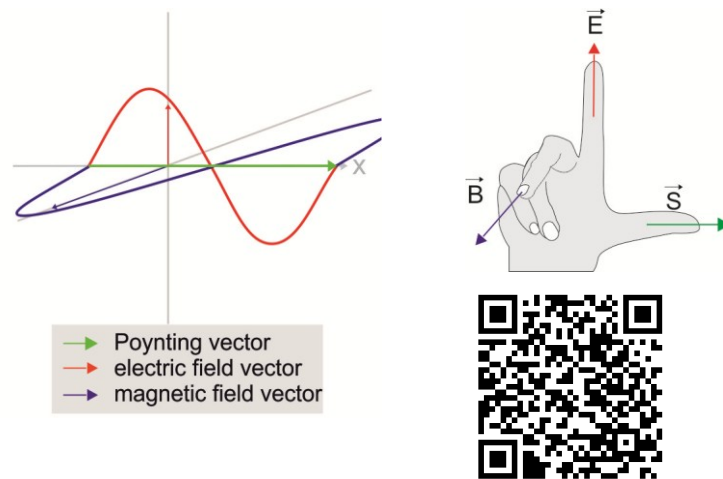 X
Poynting vector
electric field vector
magnetic field vector
E
B
S